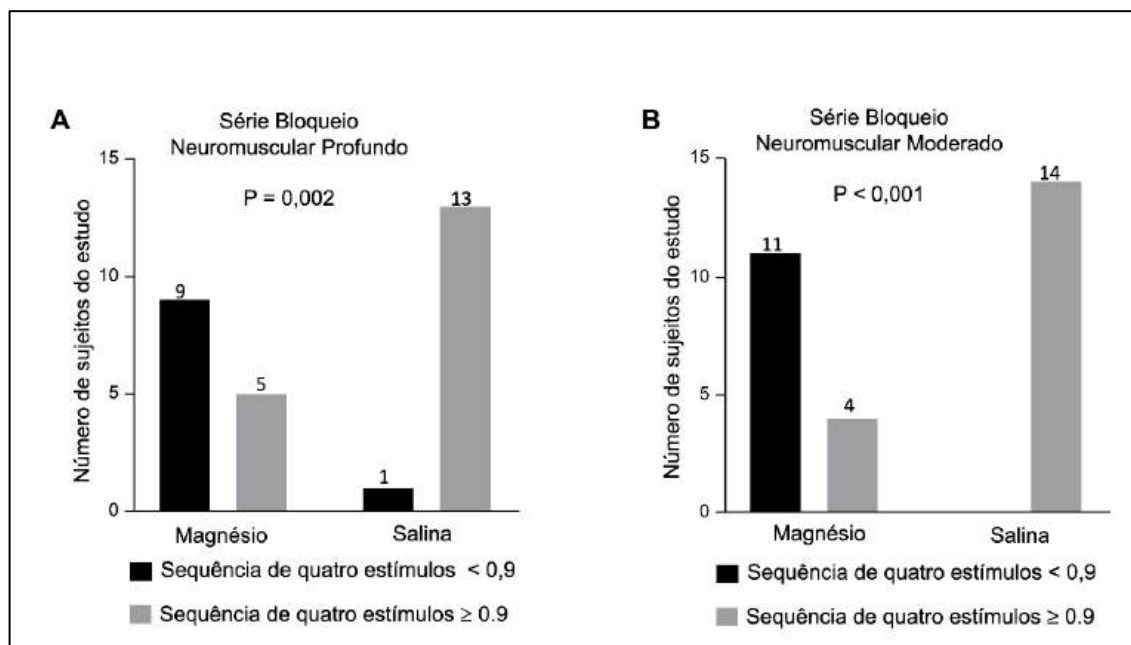 A
Série Bloqueio
Neuromuscular Profundo
P = 0,002
15
10
5
0
Número de sujeitos do estudo
9
5
1
13
Magnésio
Salina
Sequência de quatro estímulos < 0,9
Sequência de quatro estímulos ≥ 0.9
B
Série Bloqueio
Neuromuscular Moderado
P < 0,001
15
10
5
0
Número de sujeitos do estudo
11
4
14
Magnésio
Salina
Sequência de quatro estímulos < 0,9
Sequência de quatro estímulos ≥ 0.9